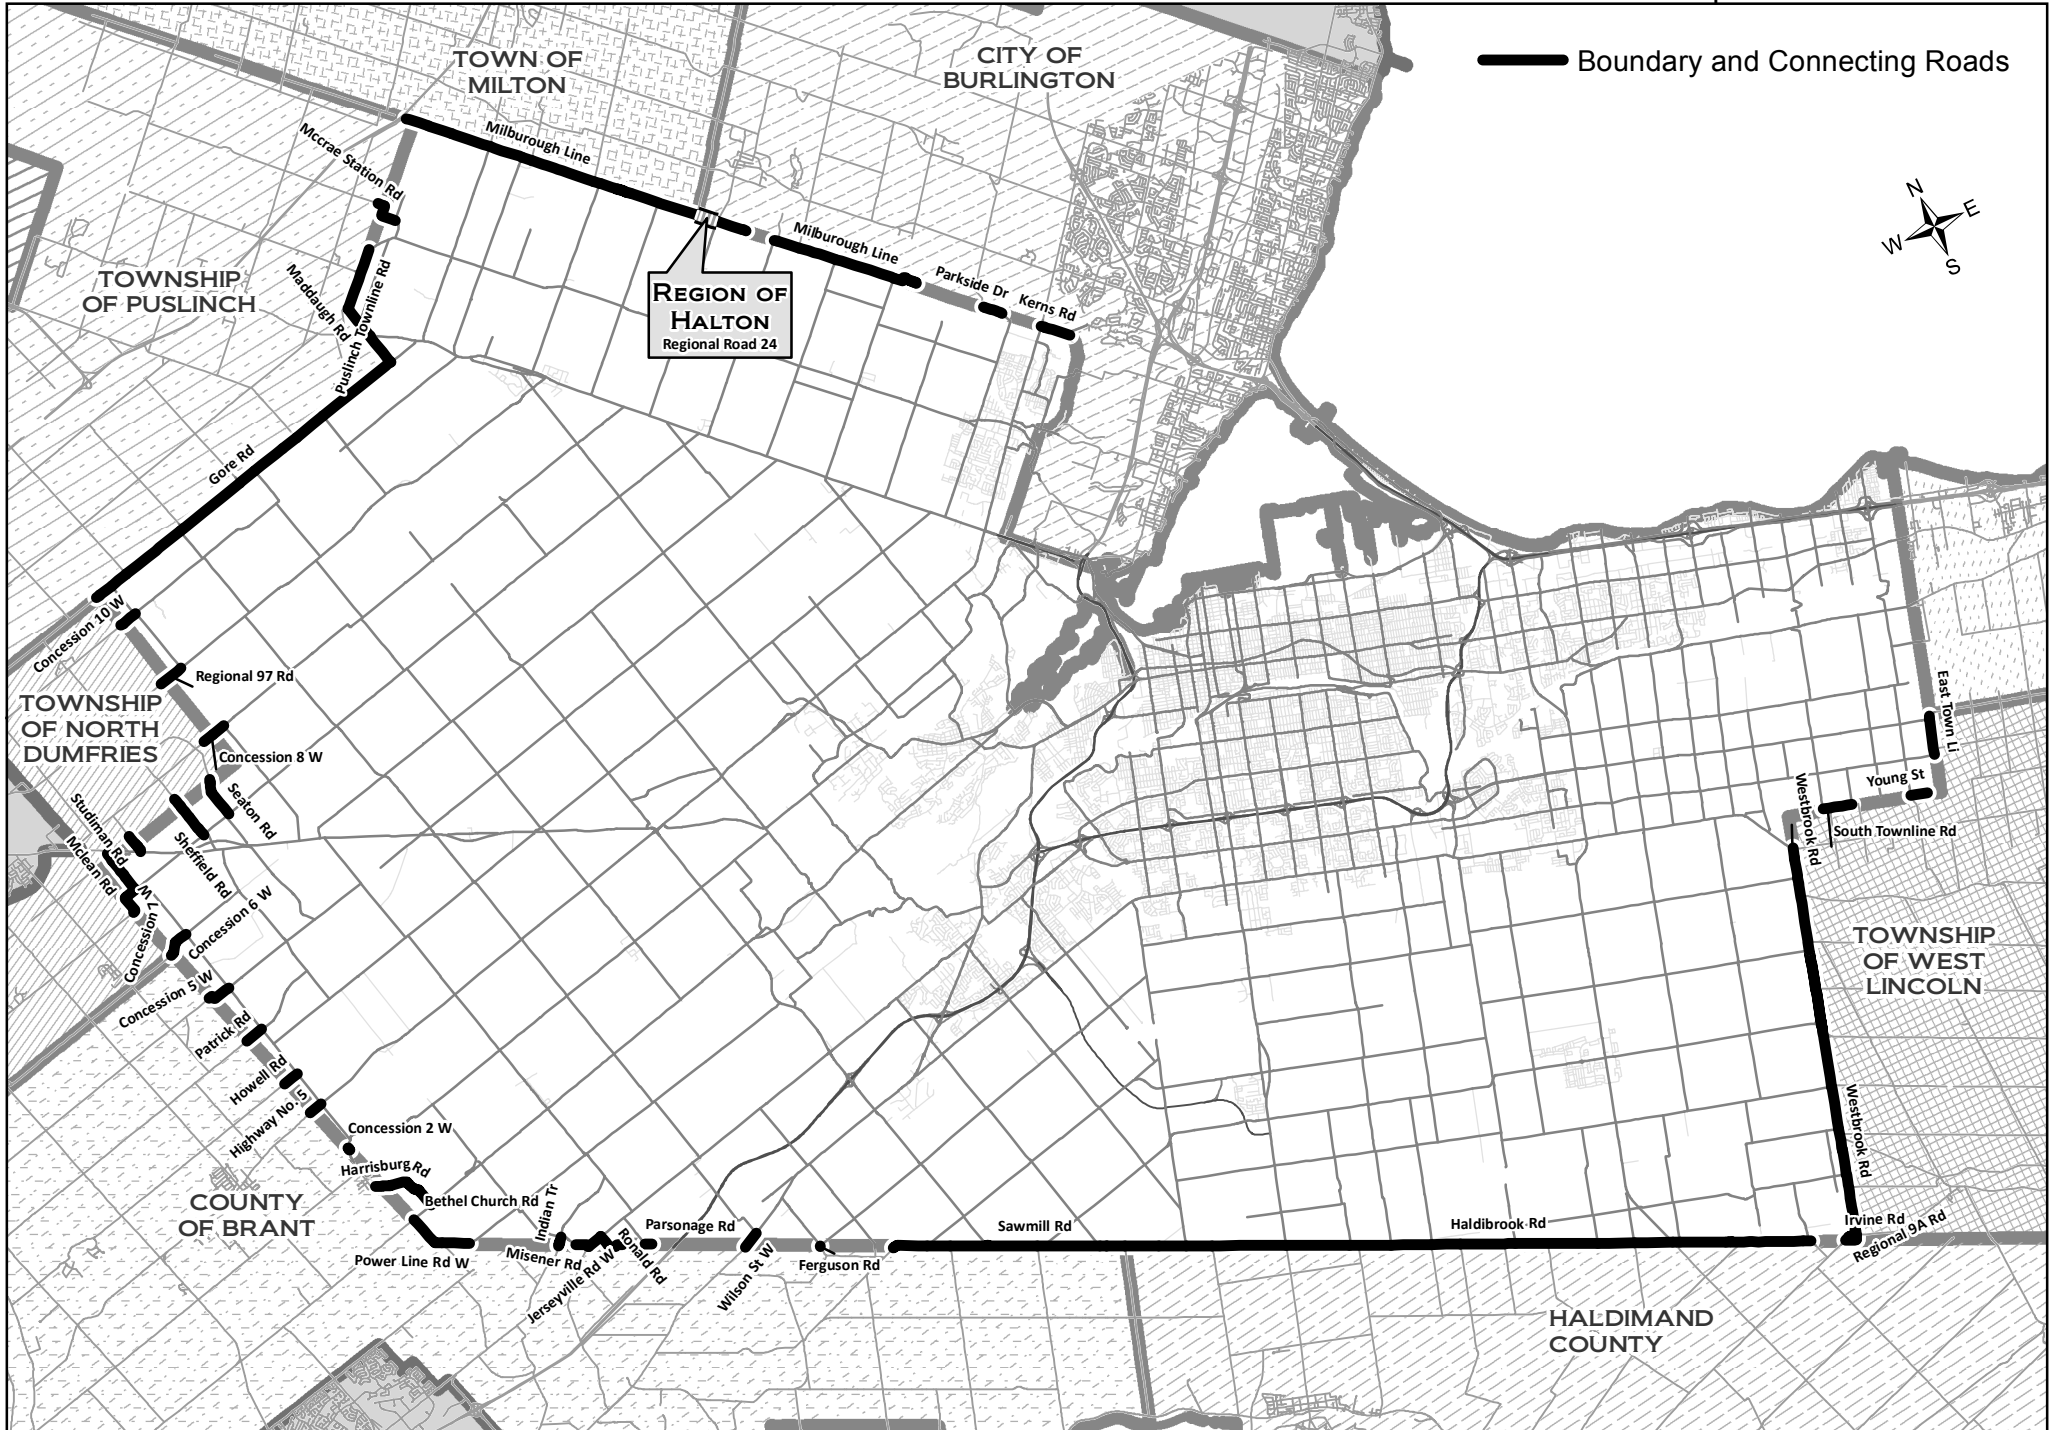 TOWN OF
MILTON
CITY OF
BURLINGTON
Boundary and Connecting Roads
Milburough Line
Mccrae Station Rd
N
E
W
S
Milburough Line
Parkside Dr
Kerns Rd
TOWNSHIP
OF PUSLINCH
Maddaugh Rd
Puslinch Townline Rd
REGION OF
HALTON
Regional Road 24
Gore Rd
Concession 10 W
Regional 97 Rd
TOWNSHIP
OF NORTH
DUMFRIES
Concession 8 W
Seaton Rd
Studiman Rd
Sheffield Rd
Mclean Rd
Concession 7 W
Concession 6 W
Concession 5 W
Patrick Rd
Howell Rd
Highway No. 5
Concession 2 W
Harrisburg Rd
COUNTY
OF BRANT
Bethel Church Rd
Power Line Rd W
Indian Tr
Misener Rd
Jerseyville Rd W
Ronald Rd
Parsonage Rd
Wilson St W
Ferguson Rd
Sawmill Rd
Haldibrook Rd
East Town Li
Young St
Westbrook Rd
South Townline Rd
TOWNSHIP
OF WEST
LINCOLN
Westbrook Rd
Irvine Rd
Regional 9A Rd
HALDIMAND
COUNTY